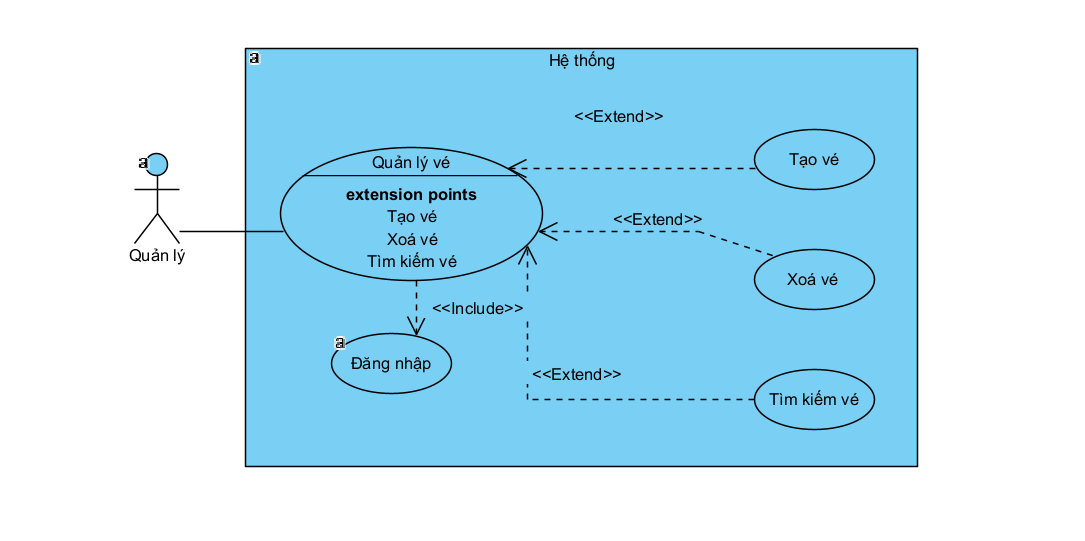 a
Hệ thống
<<Extend>>
a
Quản lý vé
Tạo vé
extension points
Tạo vé
Xoá vé
Tìm kiếm vé
<<Extend>>
Quản lý
Xoá vé
<<Include>>
a
Đăng nhập
<<Extend>>
Tìm kiếm vé